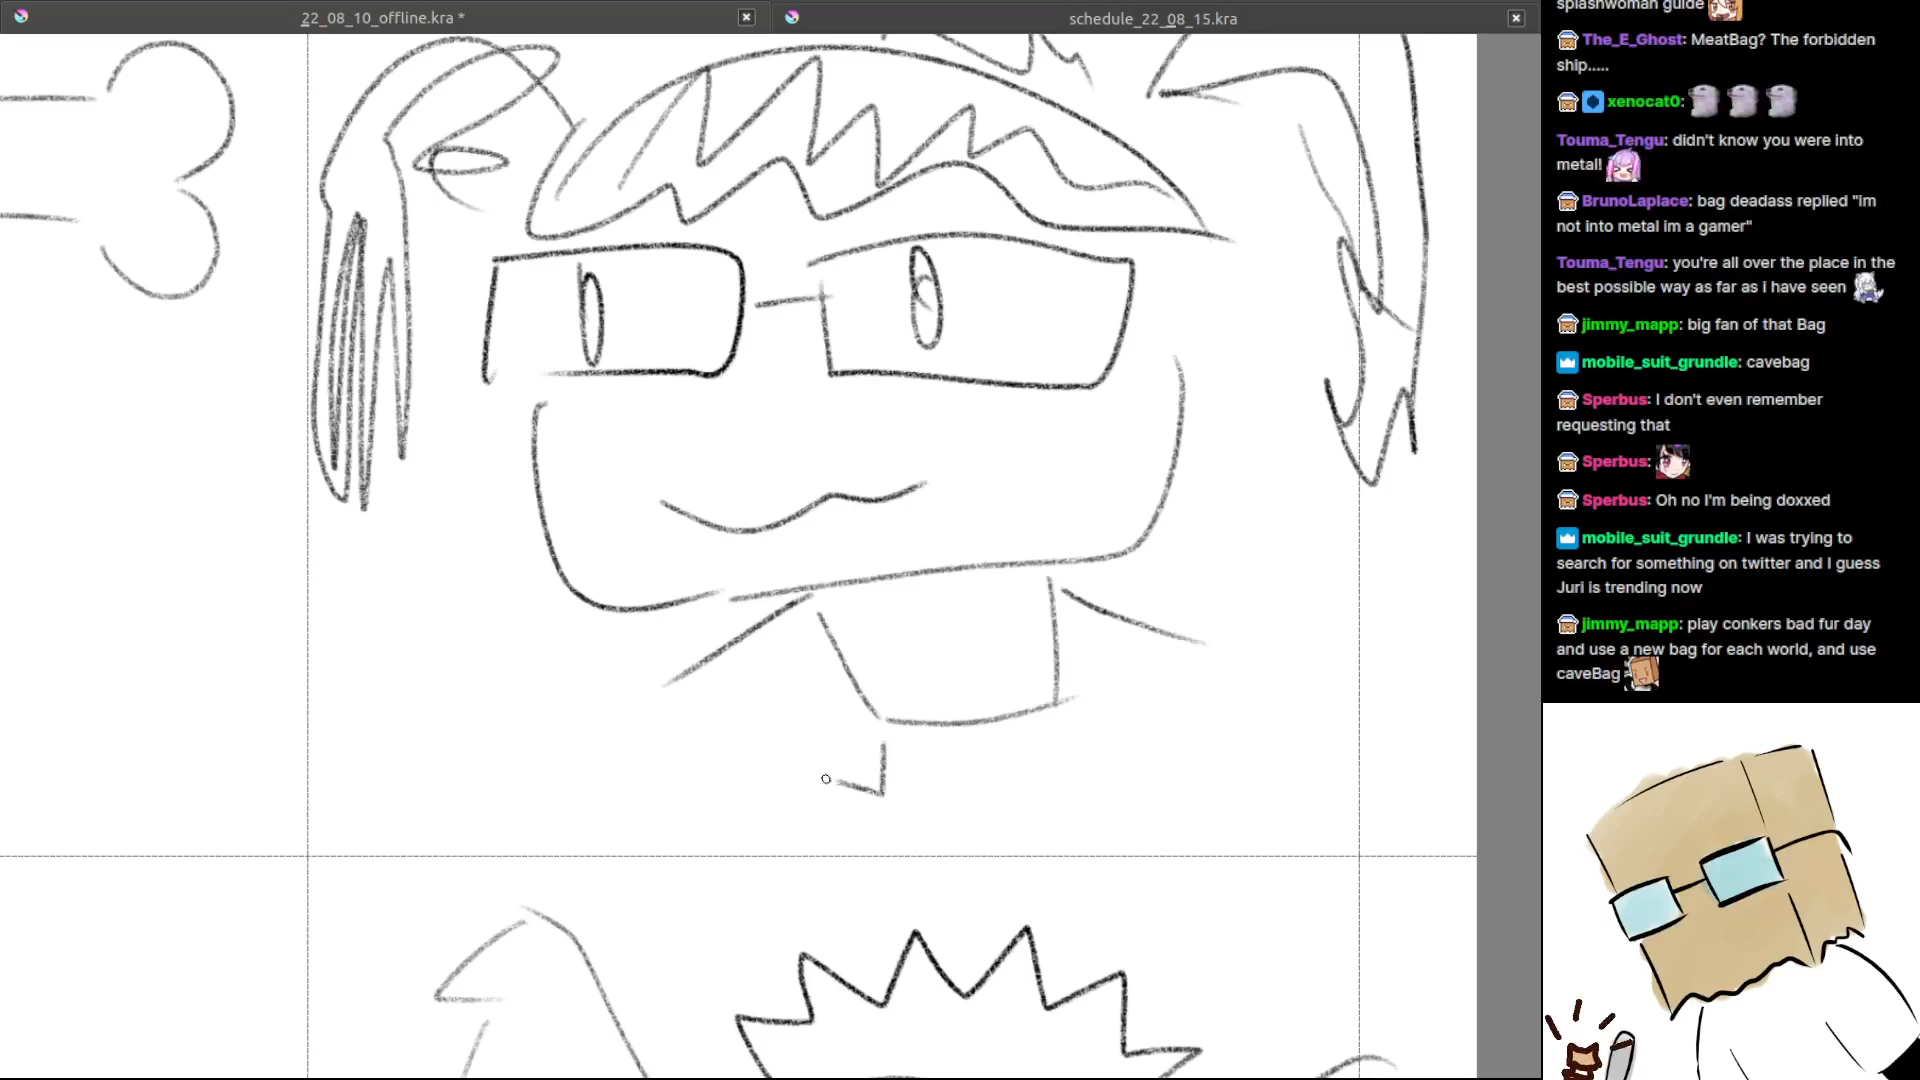 22_08_10_offline.kra *
schedule_22_08_15.kra
splashwoman guide
The_E_Ghost: MeatBag? The forbidden
ship.....
xenocat0:
Touma_Tengu: didn't know you were into
metal!
BrunoLaplace: bag deadass replied "im
not into metal im a gamer"
Touma_Tengu: you're all over the place in the
best possible way as far as i have seen
jimmy_mapp: big fan of that Bag
mobile_suit_grundle: cavebag
Sperbus: I don't even remember
requesting that
Sperbus:
Sperbus: Oh no I'm being doxxed
mobile_suit_grundle: I was trying to
search for something on twitter and I guess
Juri is trending now
jimmy_mapp: play conkers bad fur day
and use a new bag for each world, and use
caveBag